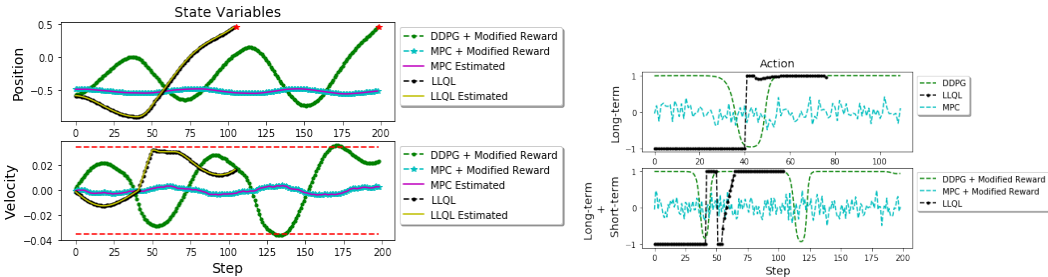 State Variables
Position
0.5
0.0
−0.5
0 25 50 75 100 125 150 175 200
DDPG + Modified Reward
MPC + Modified Reward
MPC Estimated
LLQL
LLQL Estimated
Velocity
0.02
0.00
−0.02
−0.04
0 25 50 75 100 125 150 175 200
Step
DDPG + Modified Reward
MPC + Modified Reward
MPC Estimated
LLQL
LLQL Estimated
Action
Long-term
1
0
−1
0 20 40 60 80 100
DDPG
LLQL
MPC
Long-term
+
Short-term
1
0
−1
0 25 50 75 100 125 150 175 200
Step
DDPG + Modified Reward
MPC + Modified Reward
LLQL